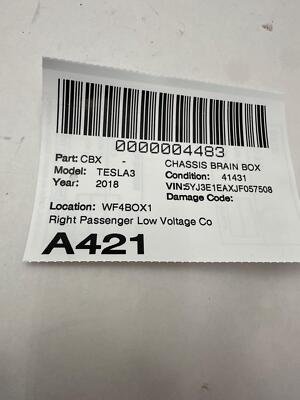 0000004483
Part: CBX - CHASSIS BRAIN BOX
Model: TESLA3 Condition: 41431
Year: 2018 VIN:5YJ3E1EAXJF057508
Damage Code:
Location: WF4BOX1
Right Passenger Low Voltage Co
A421